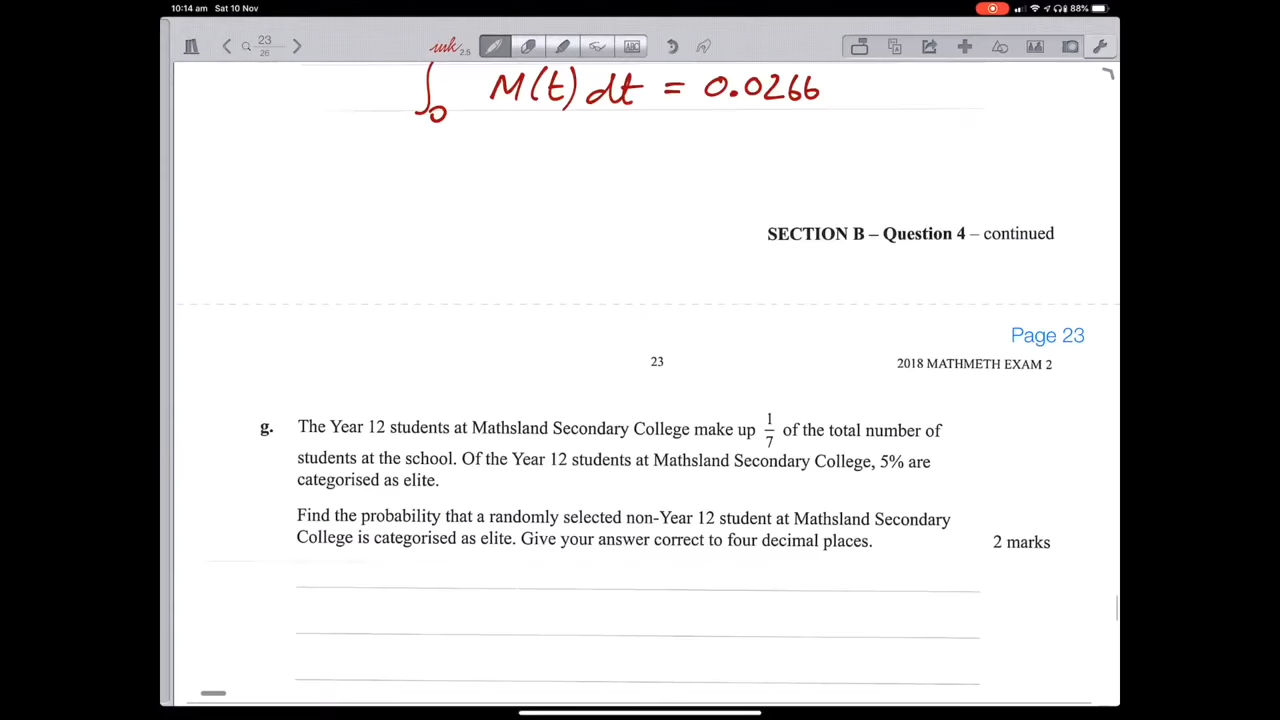 10:14 am Sat 10 Nov
88%
23
26
mk
2.5
ABC
∫₀ M(t) dt = 0.0266
SECTION B – Question 4 – continued
Page 23
23
2018 MATHMETH EXAM 2
g. The Year 12 students at Mathsland Secondary College make up 1/7 of the total number of
students at the school. Of the Year 12 students at Mathsland Secondary College, 5% are
categorised as elite.
Find the probability that a randomly selected non-Year 12 student at Mathsland Secondary
College is categorised as elite. Give your answer correct to four decimal places.
2 marks